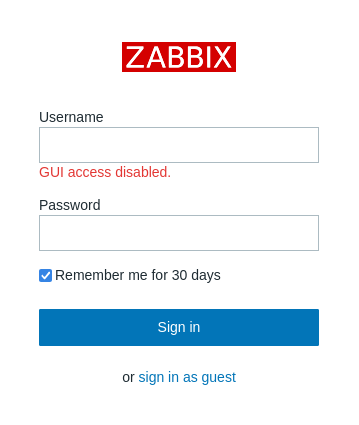 ZABBIX
Username
GUI access disabled.
Password
Remember me for 30 days
Sign in
or sign in as guest